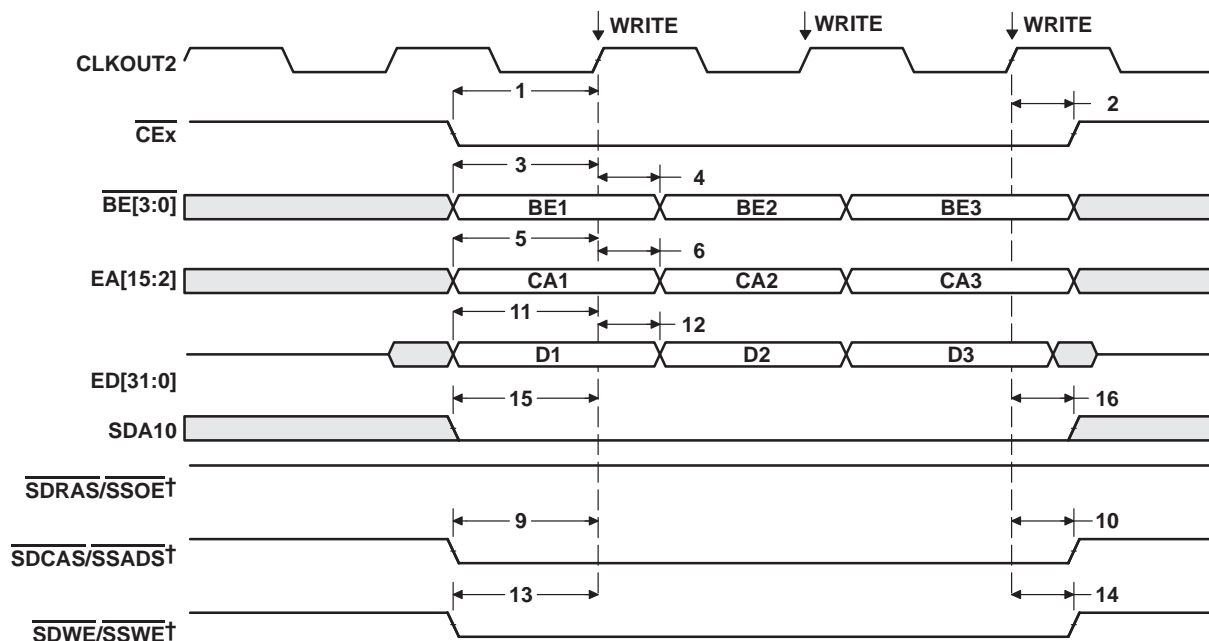 WRITE WRITE WRITE
CLKOUT2
1 2
CEx
3 4
BE[3:0] BE1 BE2 BE3
5 6
EA[15:2] CA1 CA2 CA3
11 12
D1 D2 D3
ED[31:0]
15 16
SDA10
SDRAS/SSOE†
9 10
SDCAS/SSADS†
13 14
SDWE/SSWE†